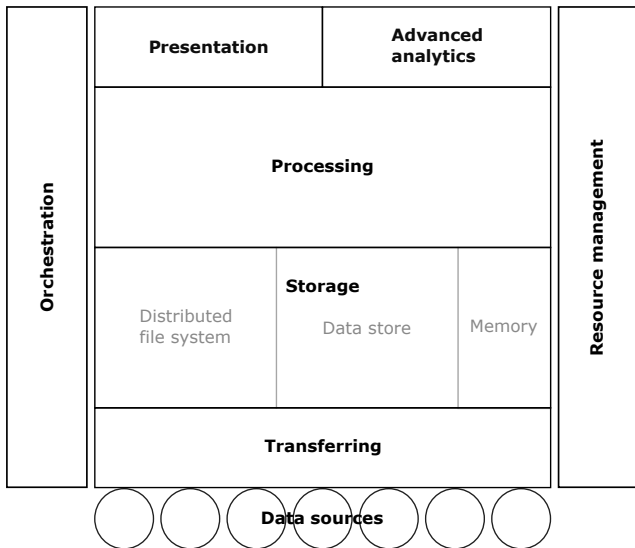 Presentation
Advanced
analytics
Orchestration
Processing
Resource management
Storage
Distributed
file system
Data store
Memory
Transferring
Data sources